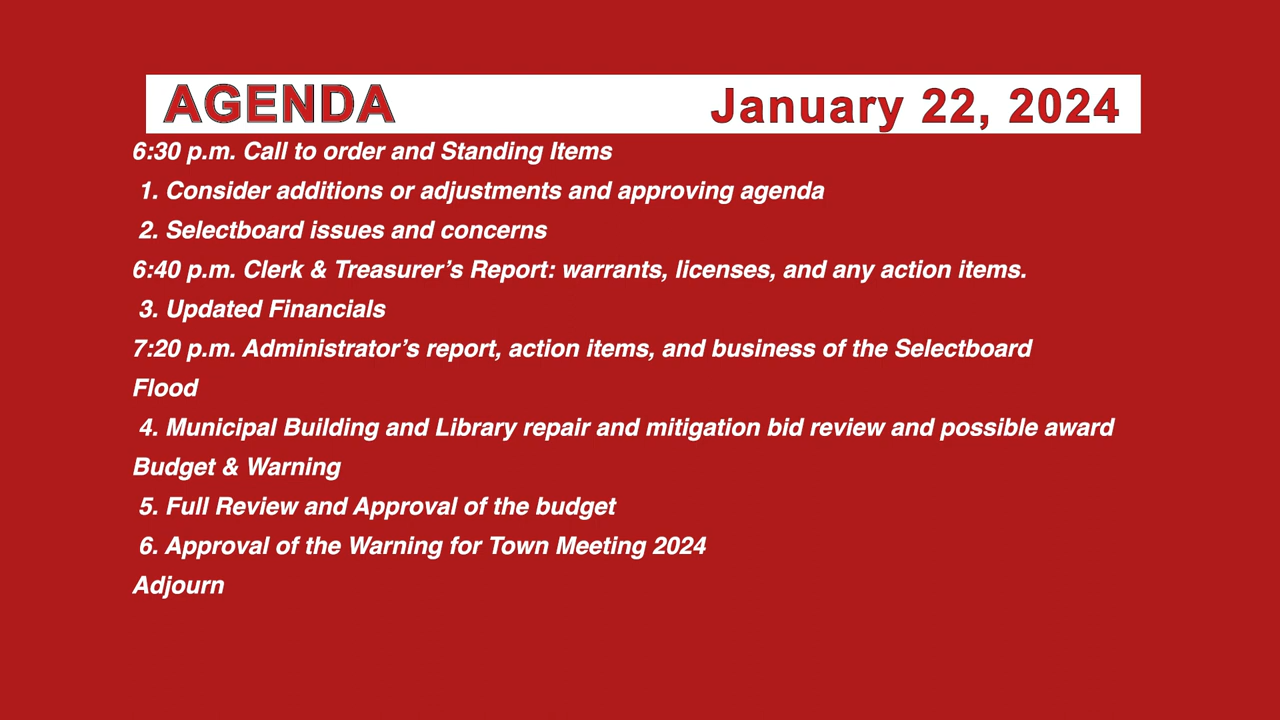 AGENDA January 22, 2024
6:30 p.m. Call to order and Standing Items
1. Consider additions or adjustments and approving agenda
2. Selectboard issues and concerns
6:40 p.m. Clerk & Treasurer’s Report: warrants, licenses, and any action items.
3. Updated Financials
7:20 p.m. Administrator’s report, action items, and business of the Selectboard
Flood
4. Municipal Building and Library repair and mitigation bid review and possible award
Budget & Warning
5. Full Review and Approval of the budget
6. Approval of the Warning for Town Meeting 2024
Adjourn